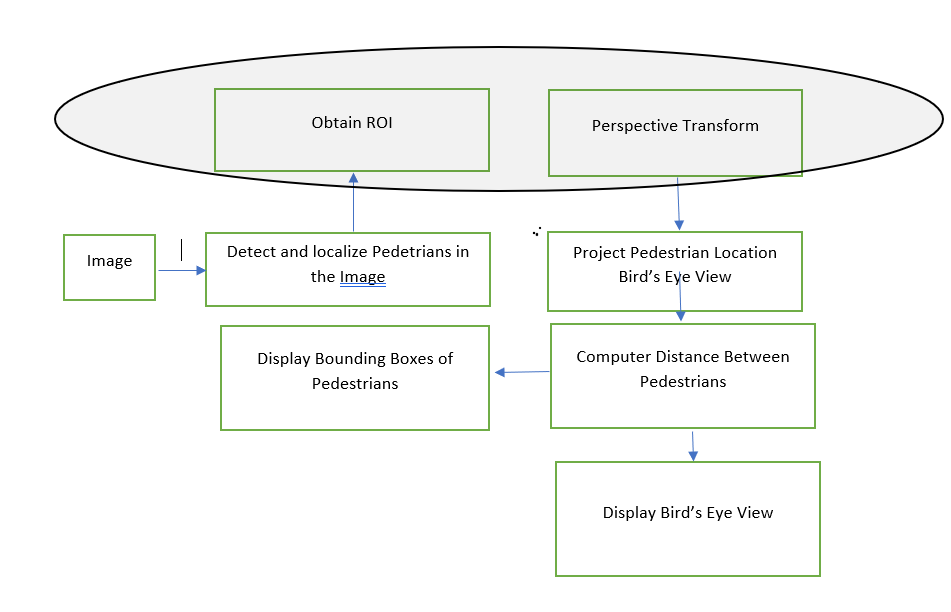 Obtain ROI
Perspective Transform
Image
Detect and localize Pedetrians in
the Image
Project Pedestrian Location
Bird’s Eye View
Display Bounding Boxes of
Pedestrians
Computer Distance Between
Pedestrians
Display Bird’s Eye View